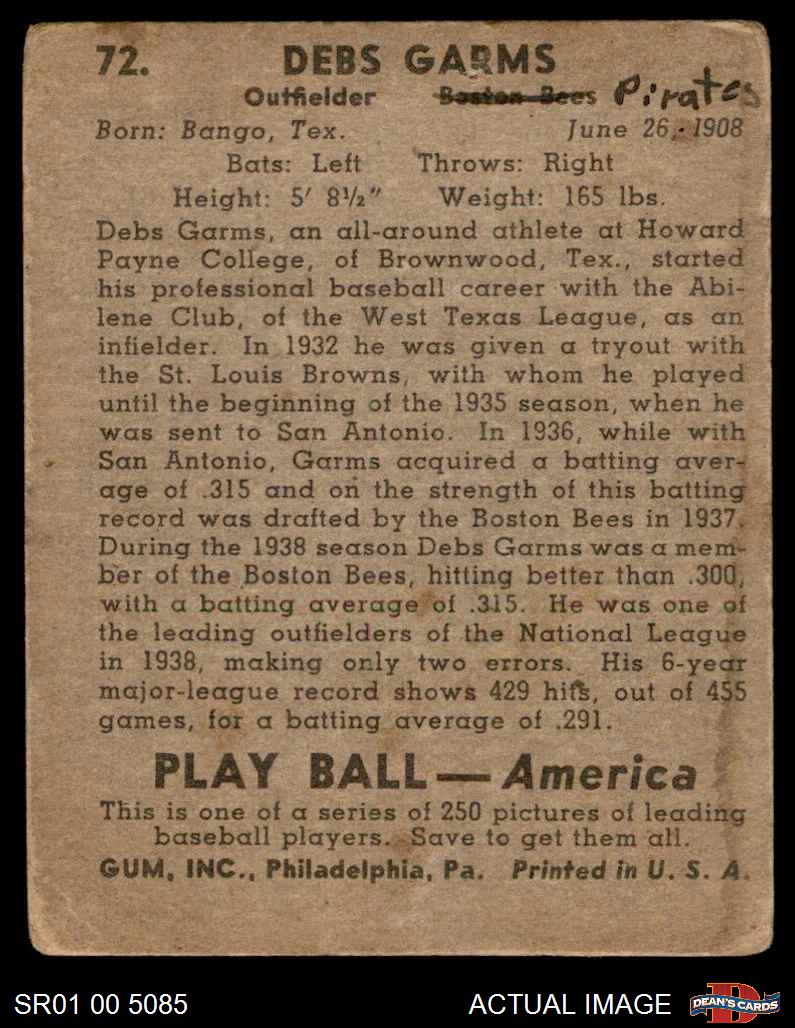 72. DEBS GARMS
Outfielder Boston Bees Pirates
Born: Bango, Tex. June 26, 1908
Bats: Left Throws: Right
Height: 5' 8½" Weight: 165 lbs.
Debs Garms, an all-around athlete at Howard
Payne College, of Brownwood, Tex., started
his professional baseball career with the Abi-
lene Club, of the West Texas League, as an
infielder. In 1932 he was given a tryout with
the St. Louis Browns, with whom he played
until the beginning of the 1935 season, when he
was sent to San Antonio. In 1936, while with
San Antonio, Garms acquired a batting aver-
age of .315 and on the strength of this batting
record was drafted by the Boston Bees in 1937.
During the 1938 season Debs Garms was a mem-
ber of the Boston Bees, hitting better than .300,
with a batting average of .315. He was one of
the leading outfielders of the National League
in 1938, making only two errors. His 6-year
major-league record shows 429 hits, out of 455
games, for a batting average of .291.
PLAY BALL—America
This is one of a series of 250 pictures of leading
baseball players. Save to get them all.
GUM, INC., Philadelphia, Pa. Printed in U. S. A.
SR01 00 5085 ACTUAL IMAGE DEAN'S CARDS